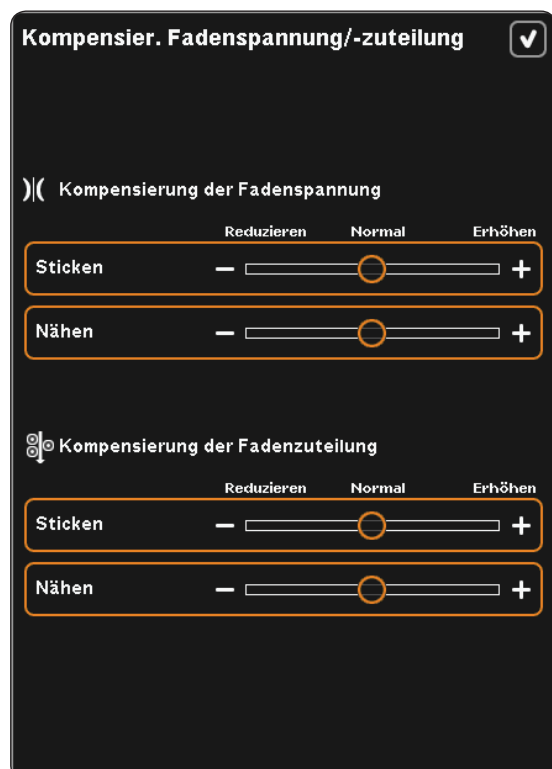 Kompensier. Fadenspannung/-zuteilung
Kompensierung der Fadenspannung
Reduzieren Normal Erhöhen
Sticken
Nähen
Kompensierung der Fadenzuteilung
Reduzieren Normal Erhöhen
Sticken
Nähen